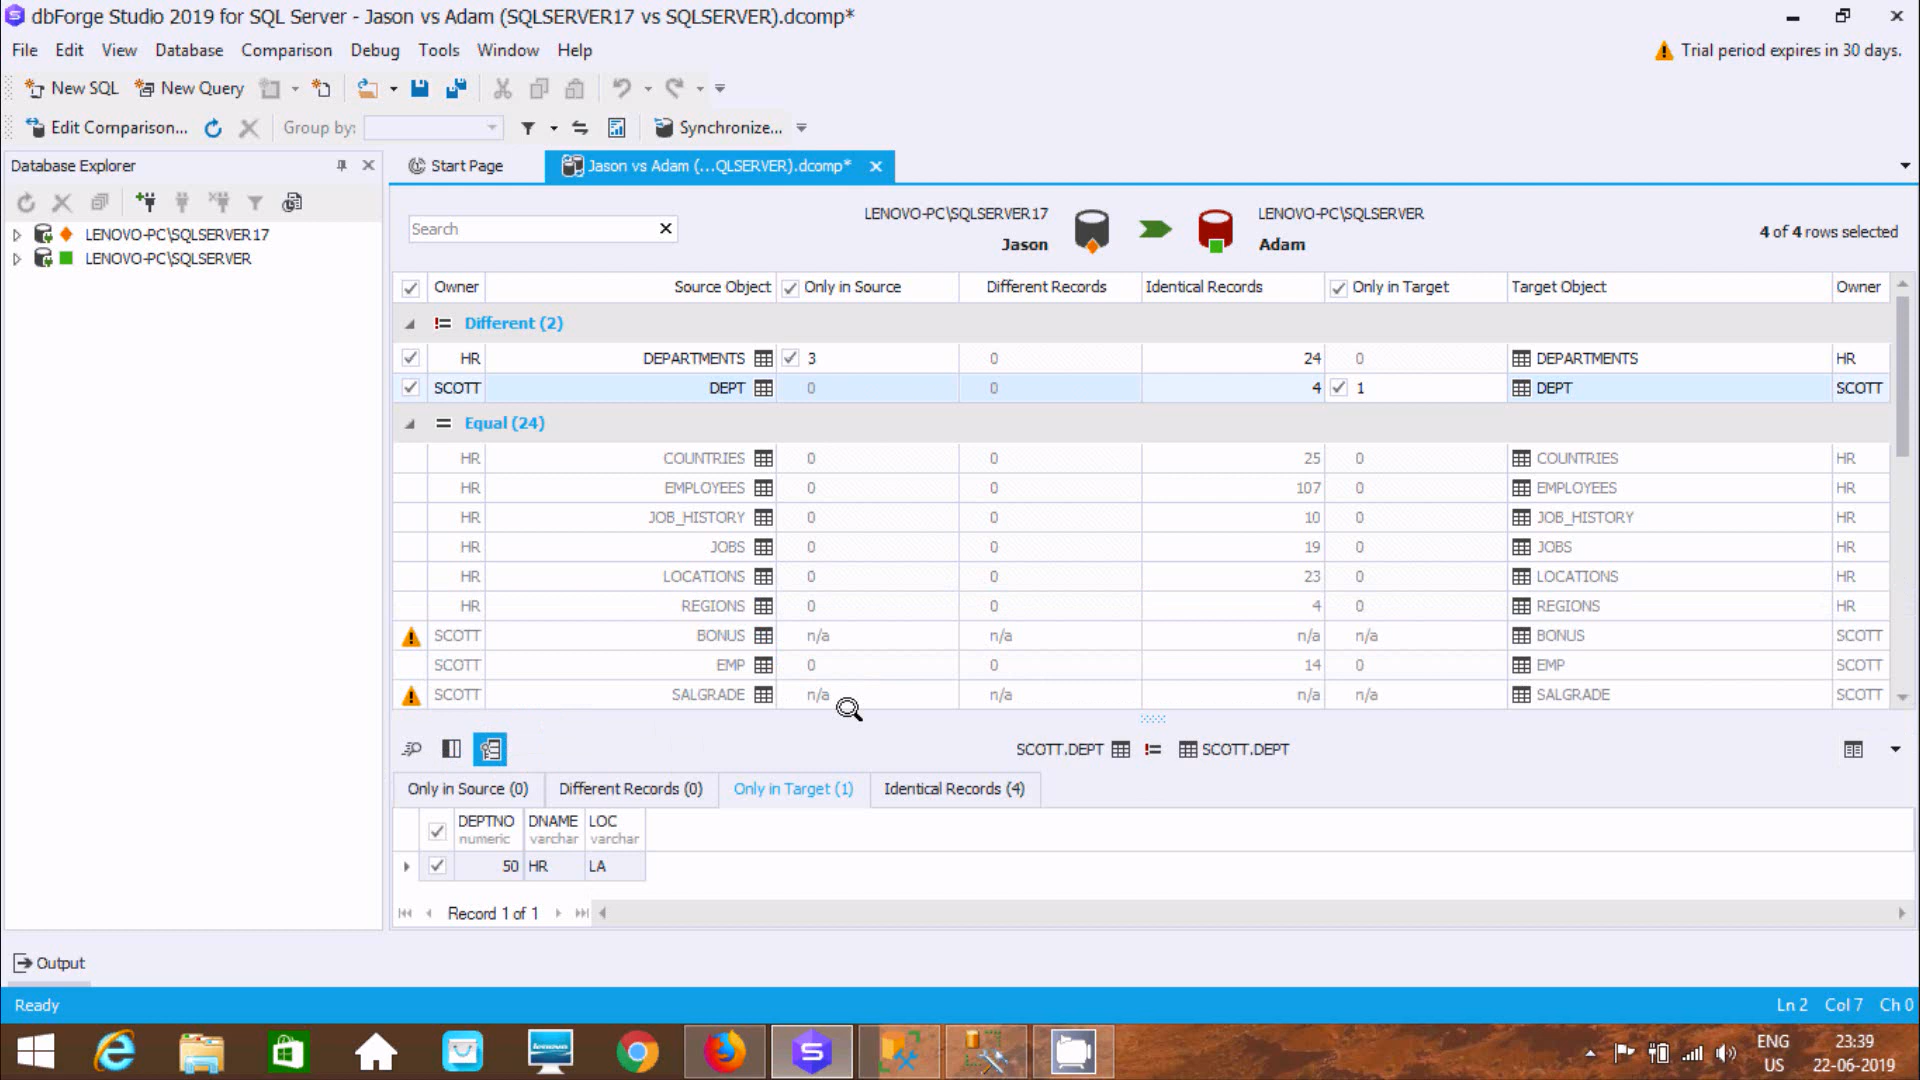 dbForge Studio 2019 for SQL Server - Jason vs Adam (SQLSERVER17 vs SQLSERVER).dcomp*
File Edit View Database Comparison Debug Tools Window Help
Trial period expires in 30 days.
New SQL New Query
Edit Comparison... Group by: Synchronize...
Database Explorer
Start Page
Jason vs Adam (...QLSERVER).dcomp*
LENOVO-PC\SQLSERVER17
LENOVO-PC\SQLSERVER
Search
LENOVO-PC\SQLSERVER17
Jason
LENOVO-PC\SQLSERVER
Adam
4 of 4 rows selected
Owner Source Object Only in Source Different Records Identical Records Only in Target Target Object Owner
Different (2)
HR DEPARTMENTS 3 0 24 0 DEPARTMENTS HR
SCOTT DEPT 0 0 4 1 DEPT SCOTT
Equal (24)
HR COUNTRIES 0 0 25 0 COUNTRIES HR
HR EMPLOYEES 0 0 107 0 EMPLOYEES HR
HR JOB_HISTORY 0 0 10 0 JOB_HISTORY HR
HR JOBS 0 0 19 0 JOBS HR
HR LOCATIONS 0 0 23 0 LOCATIONS HR
HR REGIONS 0 0 4 0 REGIONS HR
SCOTT BONUS n/a n/a n/a n/a BONUS SCOTT
SCOTT EMP 0 0 14 0 EMP SCOTT
SCOTT SALGRADE n/a n/a n/a n/a SALGRADE SCOTT
SCOTT.DEPT != SCOTT.DEPT
Only in Source (0) Different Records (0) Only in Target (1) Identical Records (4)
DEPTNO DNAME LOC
numeric varchar varchar
50 HR LA
Record 1 of 1
Output
Ready
Ln 2 Col 7 Ch 0
ENG 23:39
US 22-06-2019